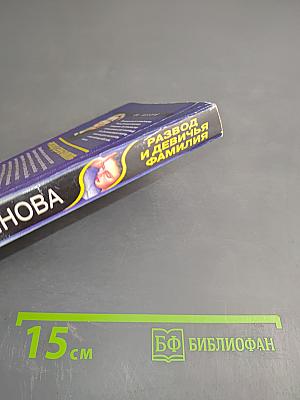 РАЗВОД
И ДЕВИЧЬЯ
ФАМИЛИЯ
НОВА
15 см
БФ БИБЛИОФАН